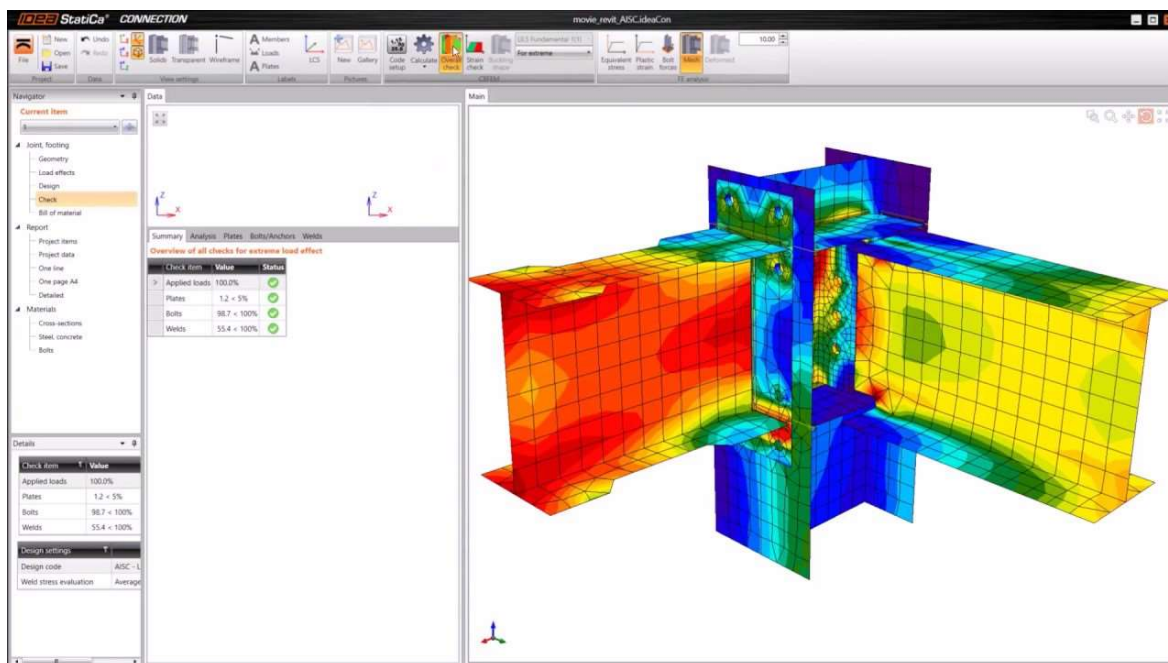 IDEA StatiCa® CONNECTION
movie_revit_AISC.ideaCon
File
New
Open
Save
Project
Undo
Redo
Data
Solids
Transparent
Wireframe
View settings
Members
Loads
Plates
LCS
Labels
New
Gallery
Pictures
Code setup
Calculate
Overall check
Strain check
Buckling shape
For extreme
CBFEM
Equivalent stress
Plastic strain
Bolt forces
Mesh
Deformed
10.00
FE analysis
Navigator
Current item
Joint, footing
Geometry
Load effects
Design
Check
Bill of material
Report
Project items
Project data
One line
One page A4
Detailed
Materials
Cross-sections
Steel, concrete
Bolts
Details
Check item Value
Applied loads 100.0%
Plates 1.2 < 5%
Bolts 98.7 < 100%
Welds 55.4 < 100%
Design settings
Design code AISC - L
Weld stress evaluation Average
Data
Z
X
Z
X
Summary Analysis Plates Bolts/Anchors Welds
Overview of all checks for extreme load effect
Check item Value Status
> Applied loads 100.0%
Plates 1.2 < 5%
Bolts 98.7 < 100%
Welds 55.4 < 100%
Main